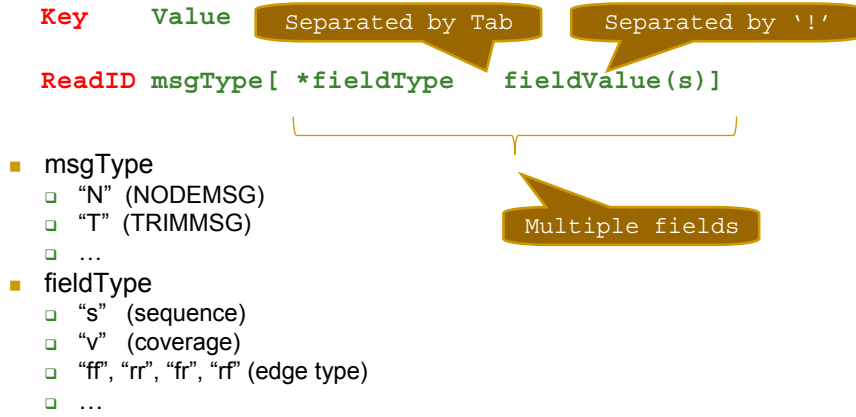 Key Value Separated by Tab Separated by ‘!’
ReadID msgType[ *fieldType fieldValue(s)]
■ msgType
❑ “N” (NODEMSG)
❑ “T” (TRIMMSG)
Multiple fields
❑ …
■ fieldType
❑ “s” (sequence)
❑ “v” (coverage)
❑ “ff”, “rr”, “fr”, “rf” (edge type)
❑ …